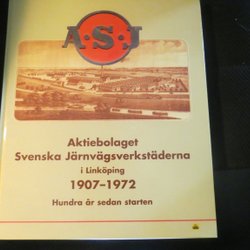 A·S·J
Aktiebolaget
Svenska Järnvägsverkstäderna
i Linköping
1907–1972
Hundra år sedan starten